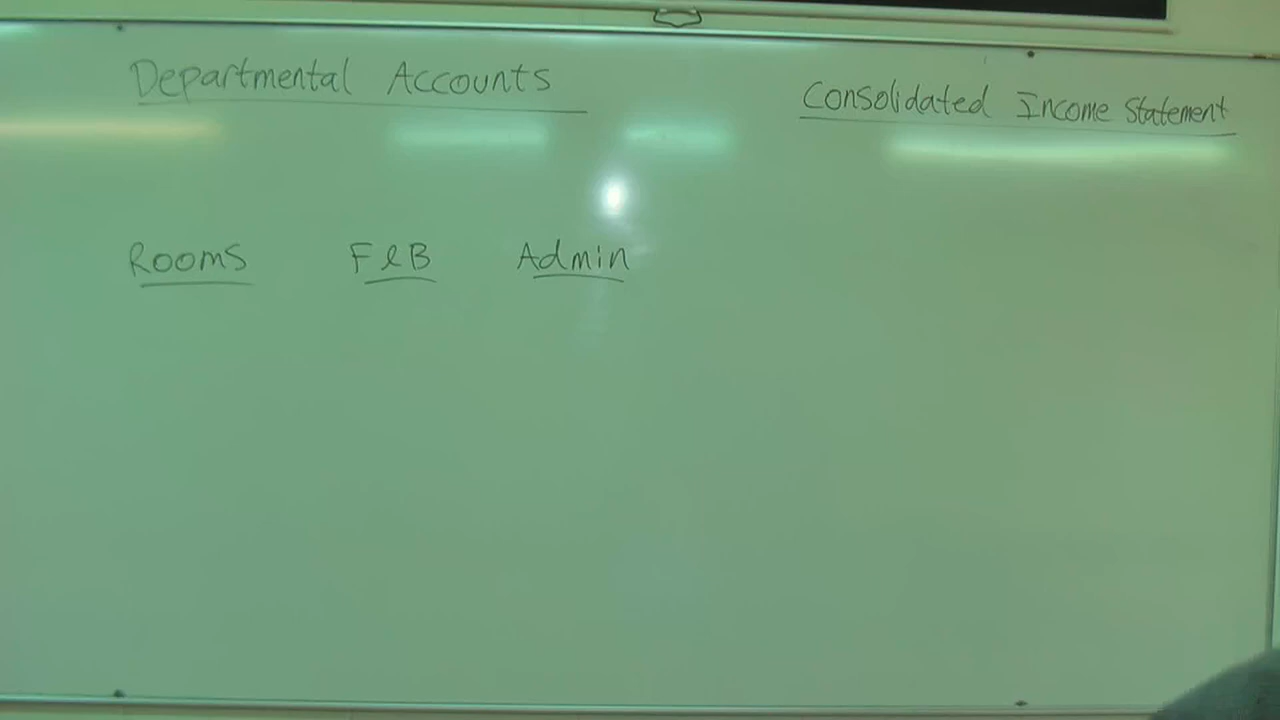 Departmental Accounts
Consolidated Income Statement
Rooms F&B Admin